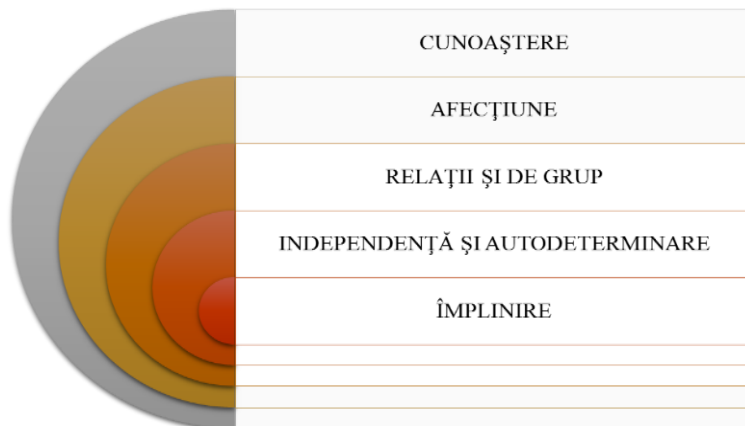 CUNOAŞTERE
AFECŢIUNE
RELAŢII ŞI DE GRUP
INDEPENDENŢĂ ŞI AUTODETERMINARE
ÎMPLINIRE